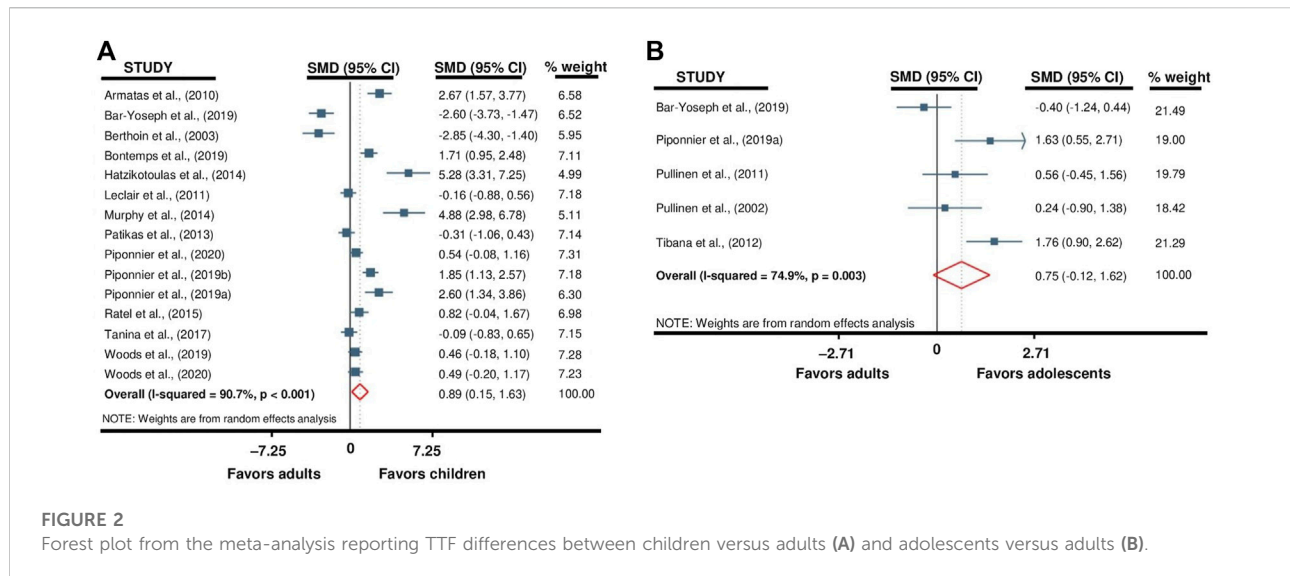 A
STUDY SMD (95% CI) SMD (95% CI) % weight
Armatas et al., (2010) 2.67 (1.57, 3.77) 6.58
Bar-Yoseph et al., (2019) -2.60 (-3.73, -1.47) 6.52
Berthoin et al., (2003) -2.85 (-4.30, -1.40) 5.95
Bontemps et al., (2019) 1.71 (0.95, 2.48) 7.11
Hatzikotoulas et al., (2014) 5.28 (3.31, 7.25) 4.99
Leclair et al., (2011) -0.16 (-0.88, 0.56) 7.18
Murphy et al., (2014) 4.88 (2.98, 6.78) 5.11
Patikas et al., (2013) -0.31 (-1.06, 0.43) 7.14
Piponnier et al., (2020) 0.54 (-0.08, 1.16) 7.31
Piponnier et al., (2019b) 1.85 (1.13, 2.57) 7.18
Piponnier et al., (2019a) 2.60 (1.34, 3.86) 6.30
Ratel et al., (2015) 0.82 (-0.04, 1.67) 6.98
Tanina et al., (2017) -0.09 (-0.83, 0.65) 7.15
Woods et al., (2019) 0.46 (-0.18, 1.10) 7.28
Woods et al., (2020) 0.49 (-0.20, 1.17) 7.23
Overall (I-squared = 90.7%, p < 0.001) 0.89 (0.15, 1.63) 100.00
NOTE: Weights are from random effects analysis
−7.25 0 7.25
Favors adults Favors children
B
STUDY SMD (95% CI) SMD (95% CI) % weight
Bar-Yoseph et al., (2019) -0.40 (-1.24, 0.44) 21.49
Piponnier et al., (2019a) 1.63 (0.55, 2.71) 19.00
Pullinen et al., (2011) 0.56 (-0.45, 1.56) 19.79
Pullinen et al., (2002) 0.24 (-0.90, 1.38) 18.42
Tibana et al., (2012) 1.76 (0.90, 2.62) 21.29
Overall (I-squared = 74.9%, p = 0.003) 0.75 (-0.12, 1.62) 100.00
NOTE: Weights are from random effects analysis
−2.71 0 2.71
Favors adults Favors adolescents
FIGURE 2
Forest plot from the meta-analysis reporting TTF differences between children versus adults (A) and adolescents versus adults (B).